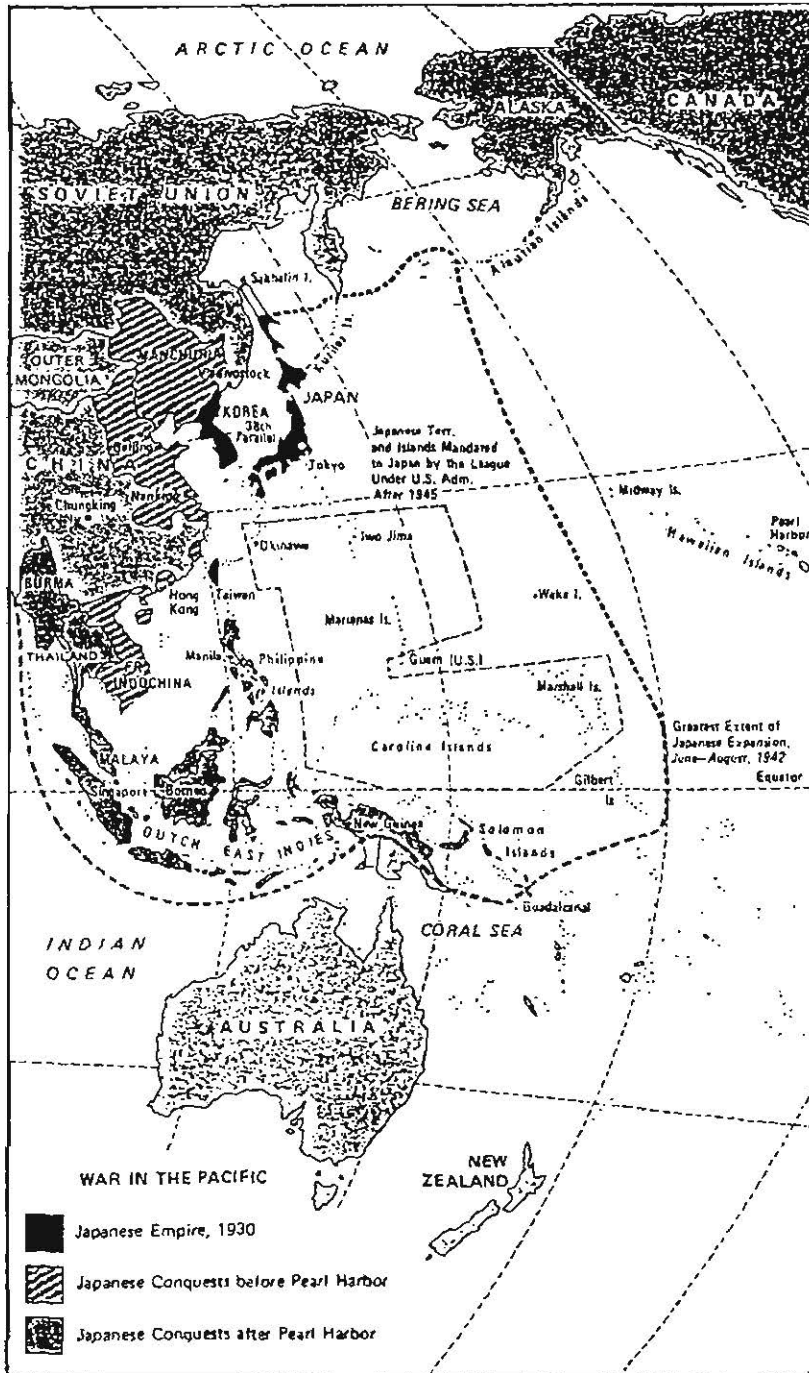 ARCTIC OCEAN
ALASKA
CANADA
SOVIET UNION
BERING SEA
Aleutian Islands
Sakhalin I.
Kuriles Is.
OUTER
MONGOLIA
MANCHURIA
Vladivostock
JAPAN
KOREA
38th
Parallel
Tokyo
Japanese Terr.
and Islands Mandated
to Japan by the League
Under U.S. Adm.
After 1945
CHINA
Beijing
Nanking
Chungking
Midway Is.
Pearl
Harbor
Hawaiian Islands
Okinawa
Iwo Jima
BURMA
Hong
Kong
Taiwan
Wake I.
Marianas Is.
THAILAND
FR.
INDOCHINA
Manila
Philippine
Islands
Guam (U.S.)
Marshall Is.
Caroline Islands
Greatest Extent of
Japanese Expansion,
June—August, 1942
MALAYA
Singapore
Borneo
Gilbert
Is
Equator
DUTCH EAST INDIES
New Guinea
Solomon
Islands
Guadalcanal
CORAL SEA
INDIAN
OCEAN
AUSTRALIA
NEW
ZEALAND
WAR IN THE PACIFIC
Japanese Empire, 1930
Japanese Conquests before Pearl Harbor
Japanese Conquests after Pearl Harbor